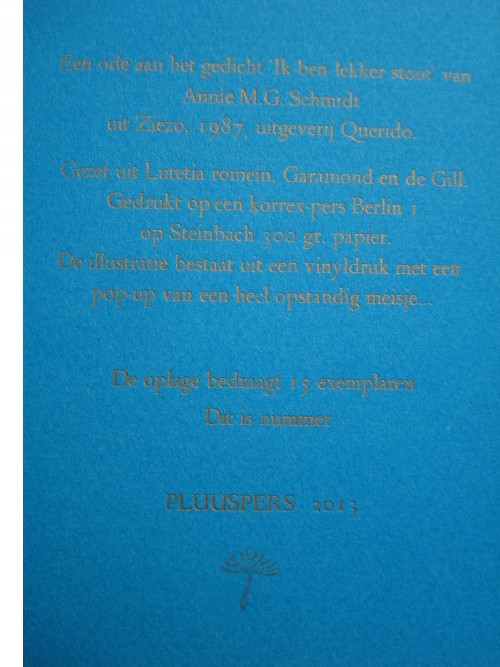 Een ode aan het gedicht 'Ik ben lekker stout' van
Annie M.G. Schmidt
uit Ziezo, 1987, uitgeverij Querido.
Gezet uit Lutetia romein, Garamond en de Gill.
Gedrukt op een korrex-pers Berlin 1
op Steinbach 300 gr. papier.
De illustratie bestaat uit een vinyldruk met een
pop-up van een heel opstandig meisje...
De oplage bedraagt 15 exemplaren
Dit is nummer
PLUUSPERS 2013